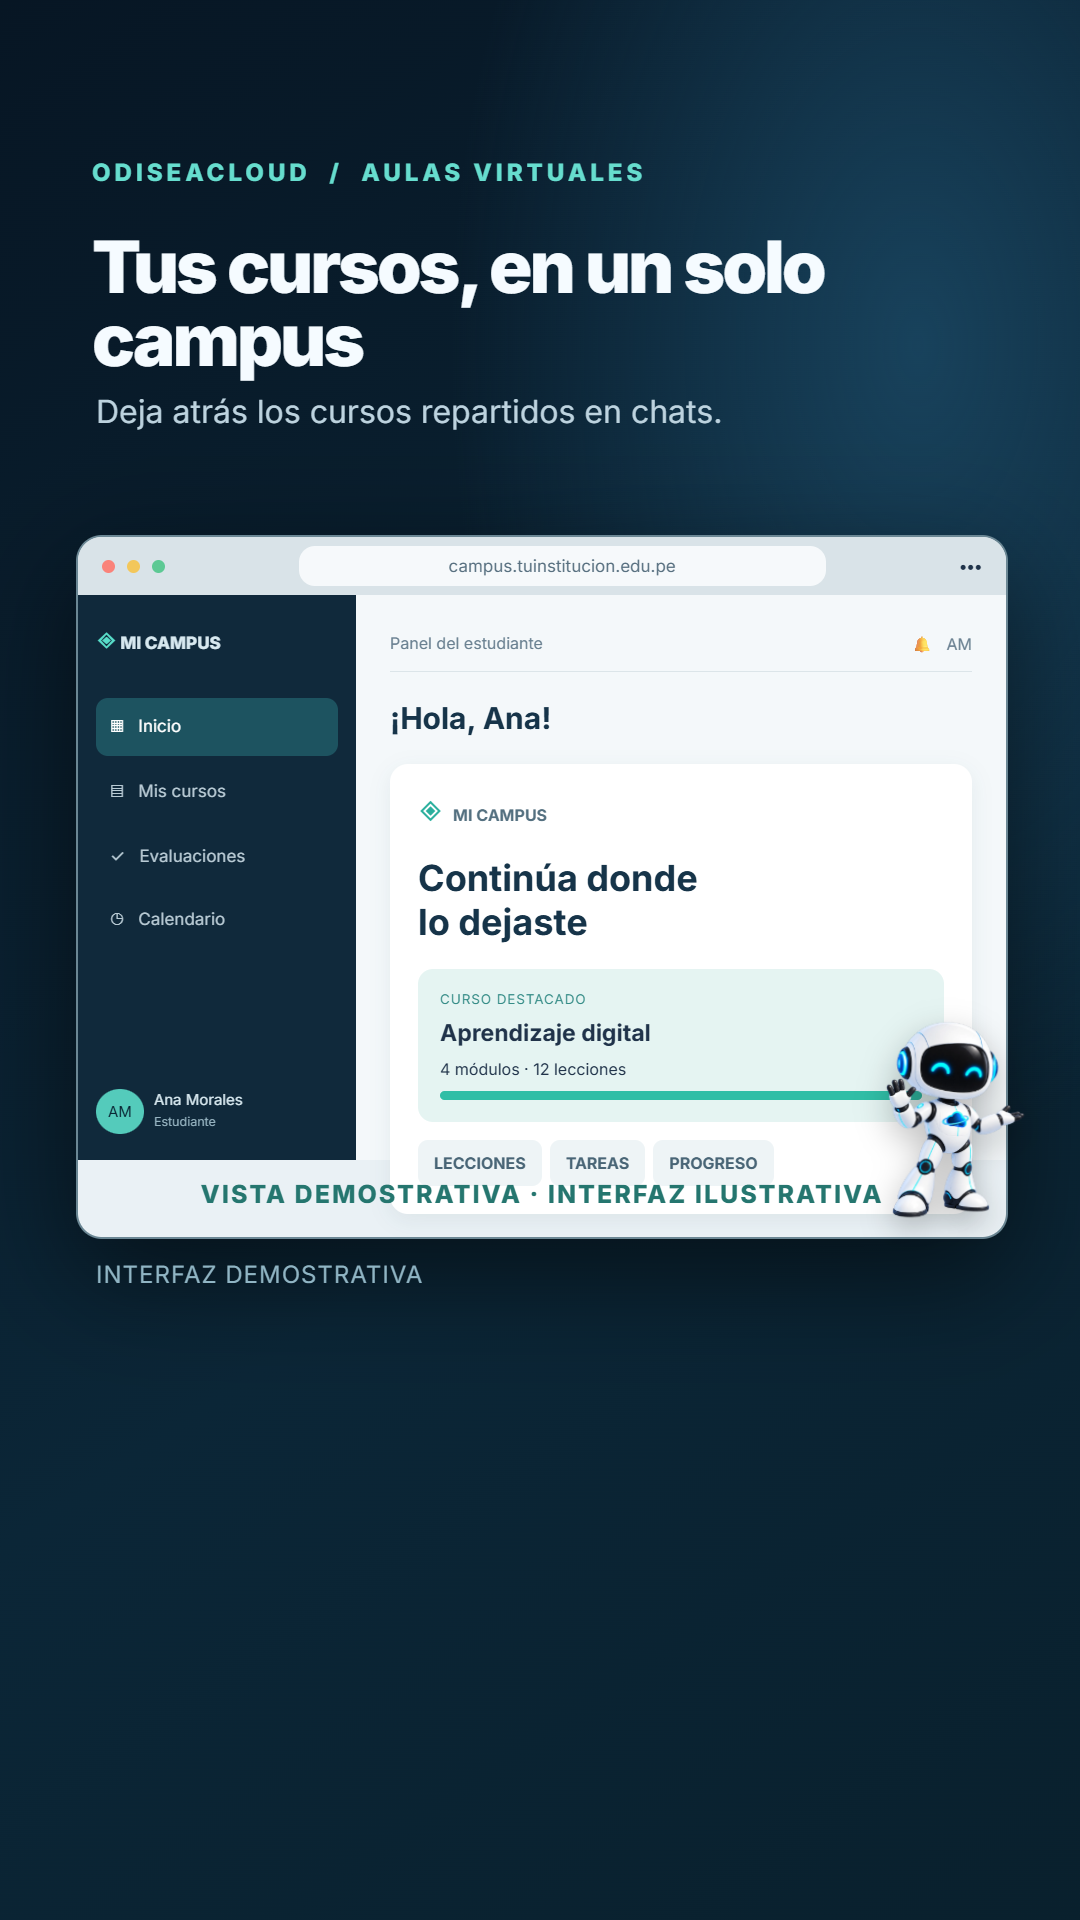 ODISEACLOUD / AULAS VIRTUALES
Tus cursos, en un solo
campus
Deja atrás los cursos repartidos en chats.
campus.tuinstitucion.edu.pe
MI CAMPUS
Inicio
Mis cursos
Evaluaciones
Calendario
Ana Morales
AM
Estudiante
Panel del estudiante
AM
¡Hola, Ana!
MI CAMPUS
Continúa donde
lo dejaste
CURSO DESTACADO
Aprendizaje digital
4 módulos · 12 lecciones
LECCIONES TAREAS PROGRESO
VISTA DEMOSTRATIVA · INTERFAZ ILUSTRATIVA
INTERFAZ DEMOSTRATIVA